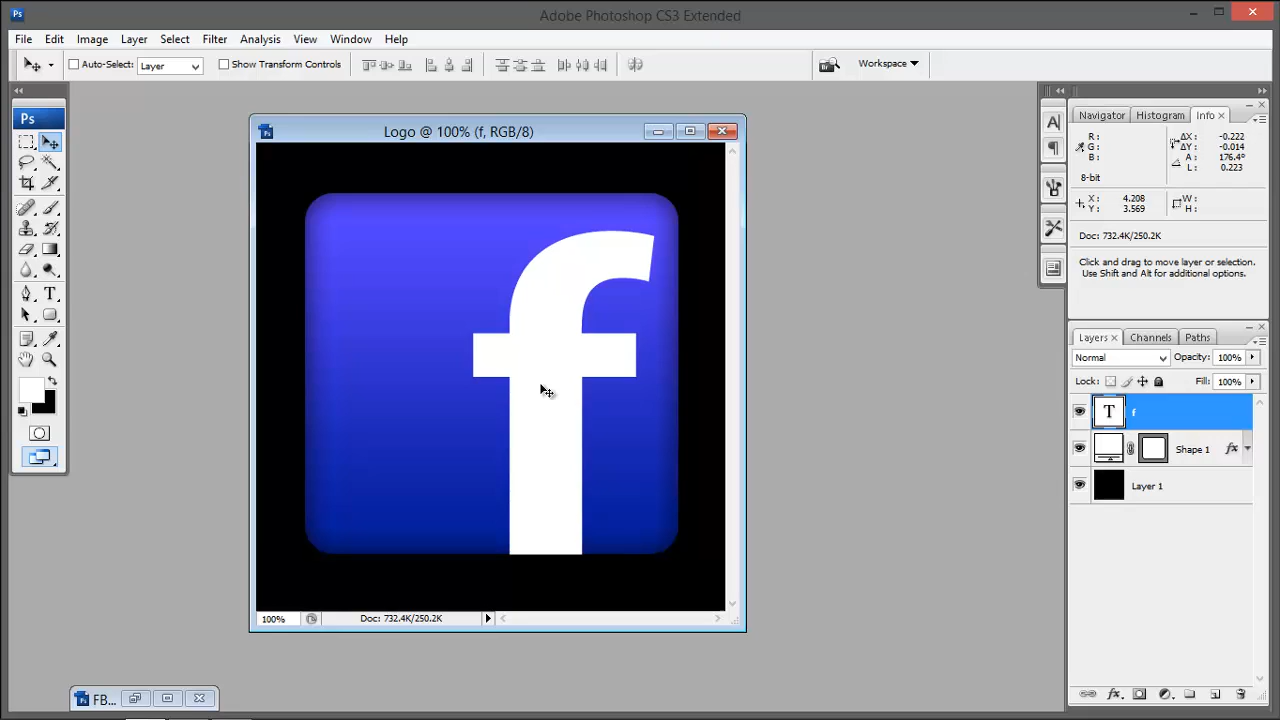 Ps
Adobe Photoshop CS3 Extended
File Edit Image Layer Select Filter Analysis View Window Help
Auto-Select: Layer Show Transform Controls Workspace
Ps
Logo @ 100% (f, RGB/8)
f
100% Doc: 732.4K/250.2K
FB...
Navigator Histogram Info
R: ΔX: -0.222
G: ΔY: -0.014
B: A: 176.4°
L: 0.223
8-bit
X: 4.208 W:
Y: 3.569 H:
Doc: 732.4K/250.2K
Click and drag to move layer or selection.
Use Shift and Alt for additional options.
Layers Channels Paths
Normal Opacity: 100%
Lock: Fill: 100%
T f
Shape 1 fx
Layer 1
fx